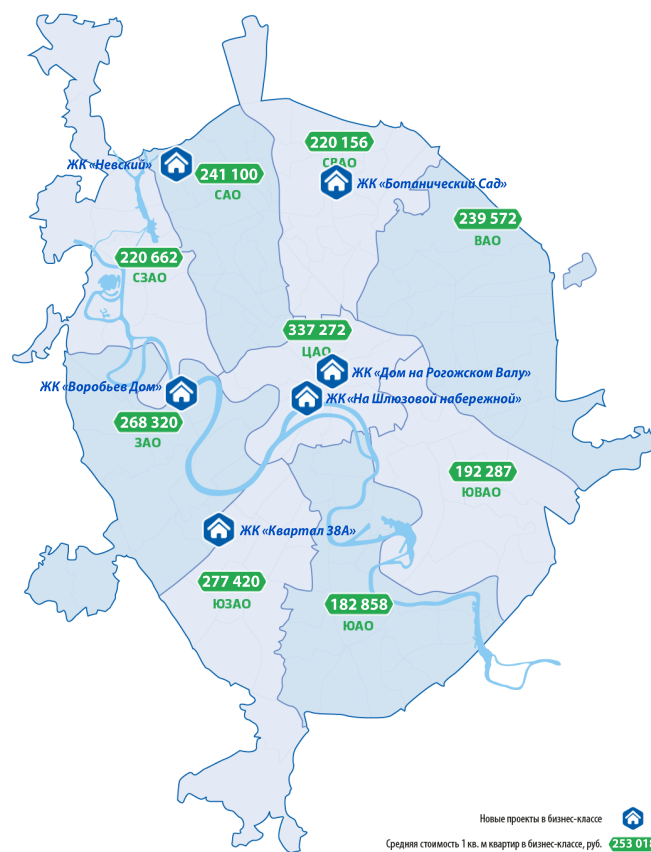 220 156
СВАО
ЖК «Невский»
241 100
САО
ЖК «Ботанический Сад»
239 572
ВАО
220 662
СЗАО
337 272
ЦАО
ЖК «Дом на Рогожском Валу»
ЖК «Воробьев Дом»
ЖК «На Шлюзовой набережной»
268 320
ЗАО
192 287
ЮВАО
ЖК «Квартал 38А»
277 420
ЮЗАО
182 858
ЮАО
Новые проекты в бизнес-классе
Средняя стоимость 1 кв. м квартир в бизнес-классе, руб.